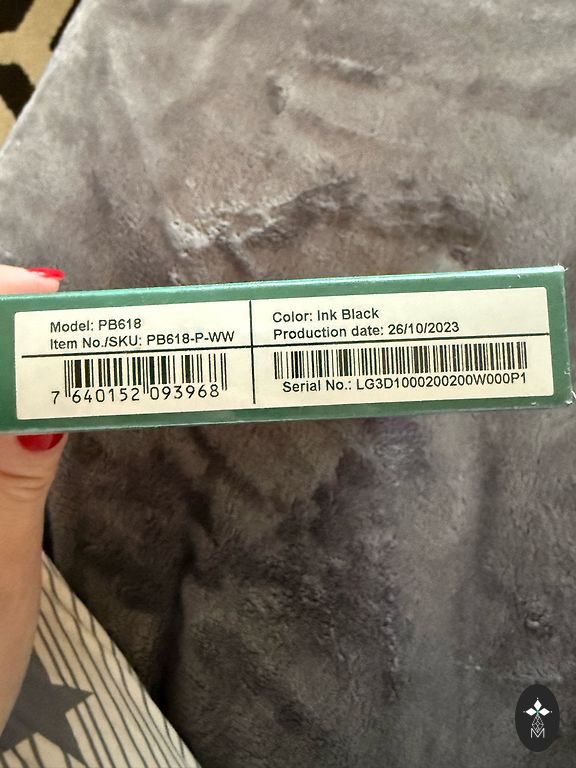 Model: PB618
Item No./SKU: PB618-P-WW
7 640152 093968
Color: Ink Black
Production date: 26/10/2023
Serial No.: LG3D1000200200W000P1
M